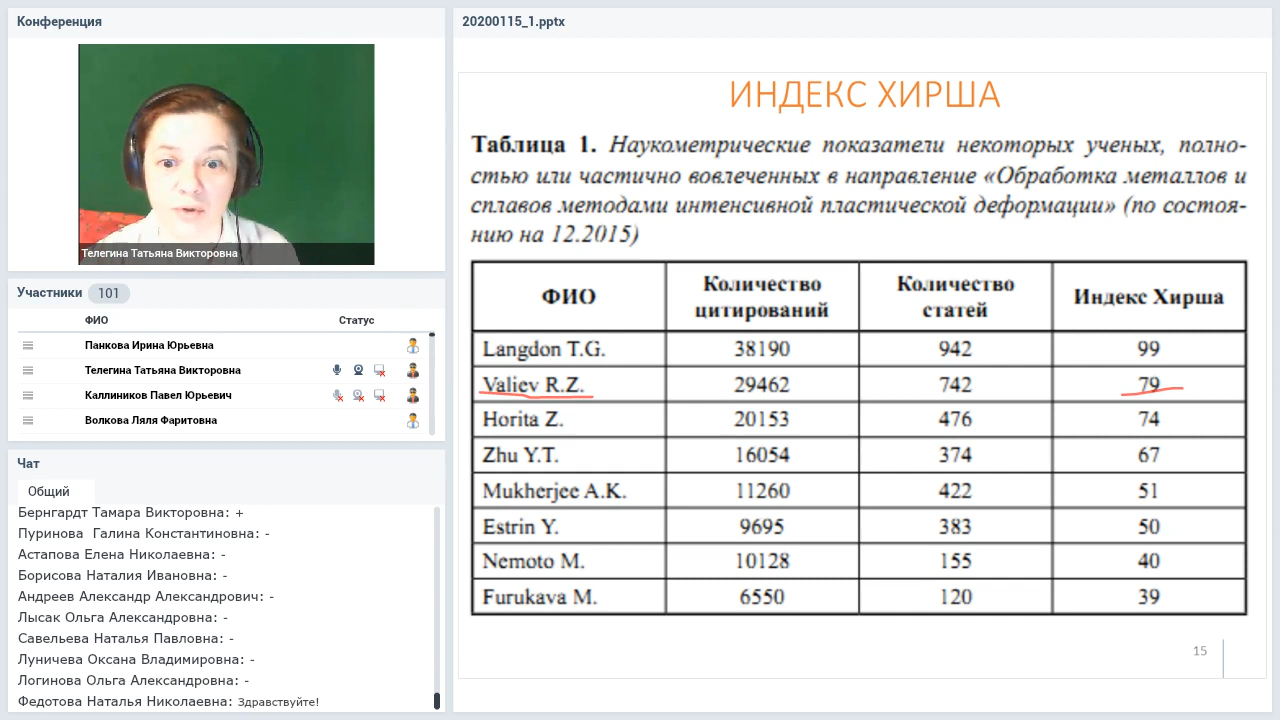 Конференция
Телегина Татьяна Викторовна
Участники 101
ФИО Статус
Панкова Ирина Юрьевна
Телегина Татьяна Викторовна
Каллиников Павел Юрьевич
Волкова Ляля Фаритовна
Чат
Общий
Бернгардт Тамара Викторовна: +
Пуринова Галина Константиновна: -
Астапова Елена Николаевна: -
Борисова Наталия Ивановна: -
Андреев Александр Александрович: -
Лысак Ольга Александровна: -
Савельева Наталья Павловна: -
Луничева Оксана Владимировна: -
Логинова Ольга Александровна: -
Федотова Наталья Николаевна: Здравствуйте!
20200115_1.pptx
ИНДЕКС ХИРША
Таблица 1. Наукометрические показатели некоторых ученых, полно-
стью или частично вовлеченных в направление «Обработка металлов и
сплавов методами интенсивной пластической деформации» (по состоя-
нию на 12.2015)
ФИО Количество цитирований Количество статей Индекс Хирша
Langdon T.G. 38190 942 99
Valiev R.Z. 29462 742 79
Horita Z. 20153 476 74
Zhu Y.T. 16054 374 67
Mukherjee A.K. 11260 422 51
Estrin Y. 9695 383 50
Nemoto M. 10128 155 40
Furukava M. 6550 120 39
15